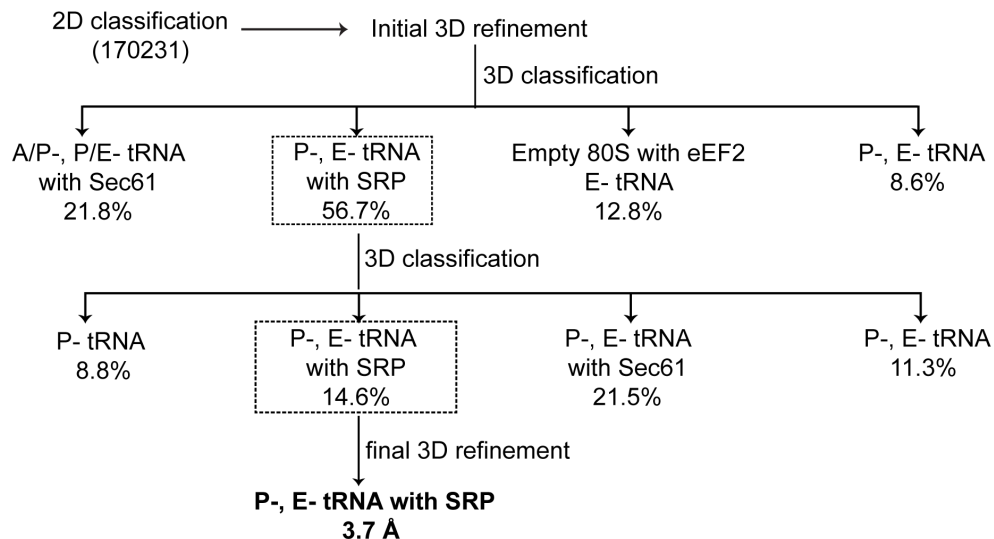 2D classification
(170231)
Initial 3D refinement
3D classification
A/P-, P/E- tRNA
with Sec61
21.8%
P-, E- tRNA
with SRP
56.7%
Empty 80S with eEF2
E- tRNA
12.8%
P-, E- tRNA
8.6%
3D classification
P- tRNA
8.8%
P-, E- tRNA
with SRP
14.6%
P-, E- tRNA
with Sec61
21.5%
P-, E- tRNA
11.3%
final 3D refinement
P-, E- tRNA with SRP
3.7 Å